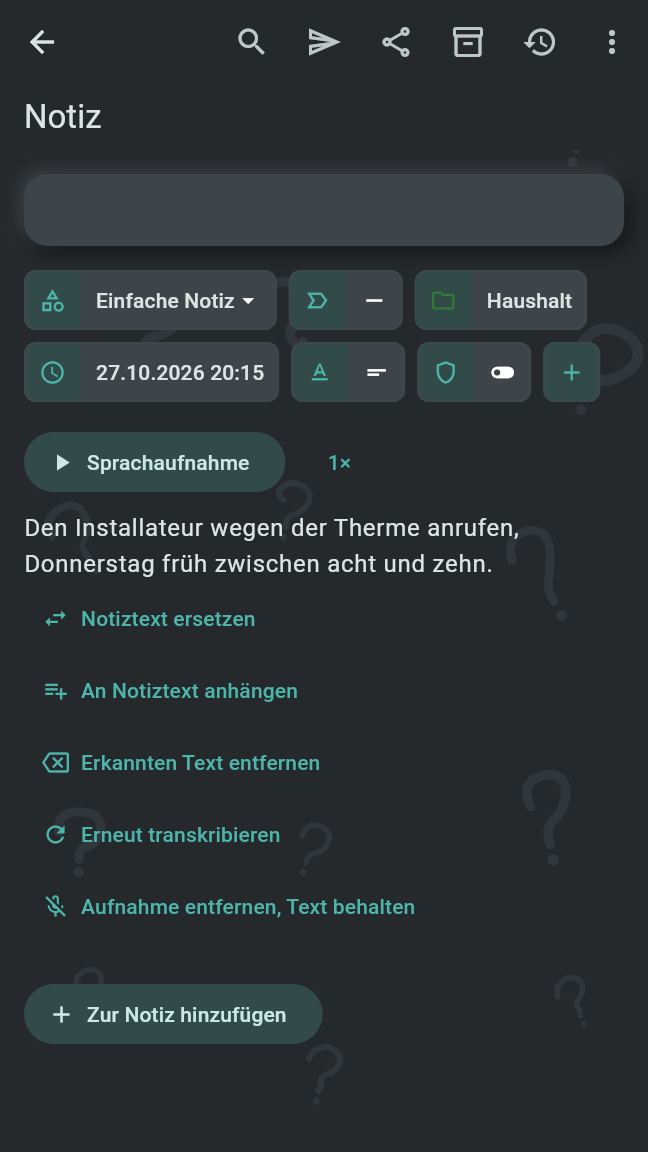 Notiz
Einfache Notiz
Haushalt
27.10.2026 20:15
Sprachaufnahme
1×
Den Installateur wegen der Therme anrufen,
Donnerstag früh zwischen acht und zehn.
Notiztext ersetzen
An Notiztext anhängen
Erkannten Text entfernen
Erneut transkribieren
Aufnahme entfernen, Text behalten
Zur Notiz hinzufügen